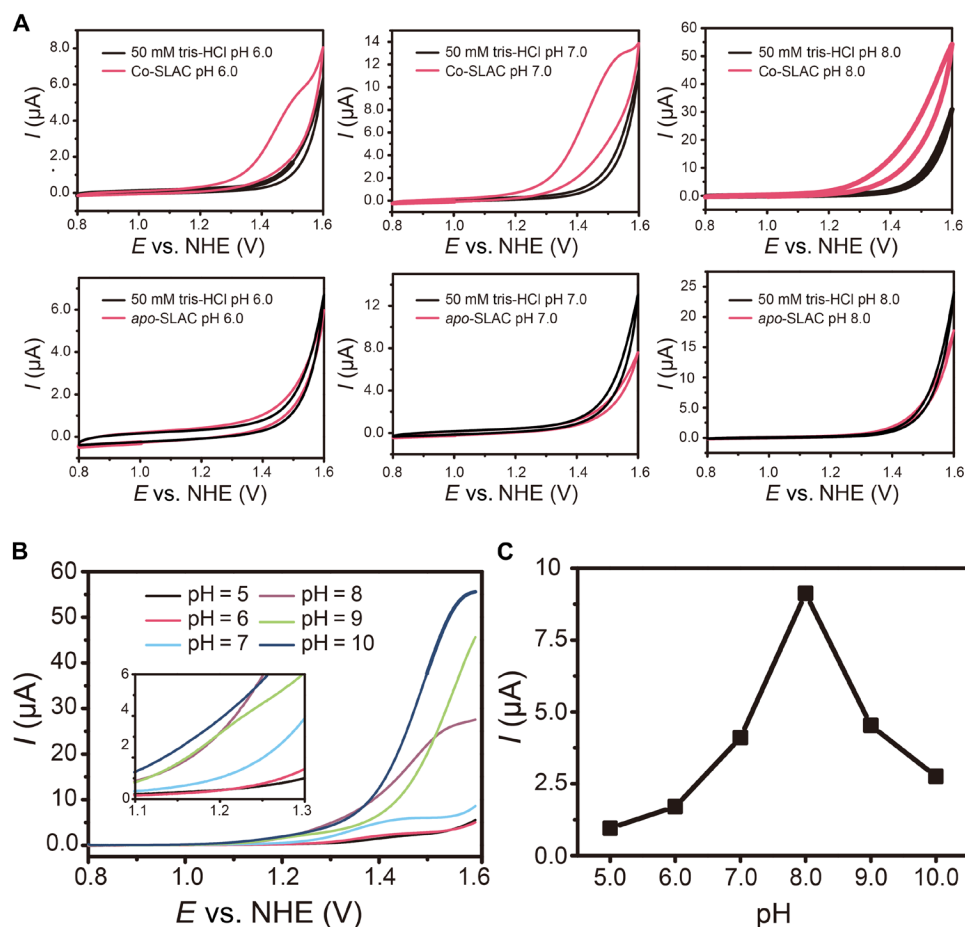 A
50 mM tris-HCl pH 6.0
Co-SLAC pH 6.0
I (µA)
8.0
6.0
4.0
2.0
0.0
0.8 1.0 1.2 1.4 1.6
E vs. NHE (V)
50 mM tris-HCl pH 7.0
Co-SLAC pH 7.0
I (µA)
14
12
10
8.0
6.0
4.0
2.0
0.0
0.8 1.0 1.2 1.4 1.6
E vs. NHE (V)
50 mM tris-HCl pH 8.0
Co-SLAC pH 8.0
I (µA)
60
50
40
30
20
10
0.0
0.8 1.0 1.2 1.4 1.6
E vs. NHE (V)
50 mM tris-HCl pH 6.0
apo-SLAC pH 6.0
I (µA)
6.0
4.0
2.0
0.0
0.8 1.0 1.2 1.4 1.6
E vs. NHE (V)
50 mM tris-HCl pH 7.0
apo-SLAC pH 7.0
I (µA)
12
8.0
4.0
0.0
0.8 1.0 1.2 1.4 1.6
E vs. NHE (V)
50 mM tris-HCl pH 8.0
apo-SLAC pH 8.0
I (µA)
25
20
15
10
5.0
0.0
0.8 1.0 1.2 1.4 1.6
E vs. NHE (V)
B
pH = 5 pH = 8
pH = 6 pH = 9
pH = 7 pH = 10
I (µA)
60
50
40
30
20
10
0.0
0.8 1.0 1.2 1.4 1.6
E vs. NHE (V)
6
4
2
0
1.1 1.2 1.3
C
I (µA)
10
7.5
5.0
2.5
0.0
5.0 6.0 7.0 8.0 9.0 10.0
pH